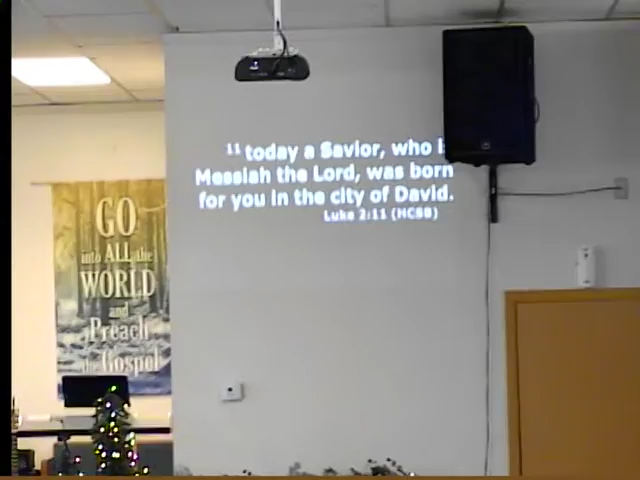 11 today a Savior, who i
Messiah the Lord, was born
for you in the city of David.
Luke 2:11 (HCSB)
GO
into ALL the
WORLD
and
Preach
the Gospel